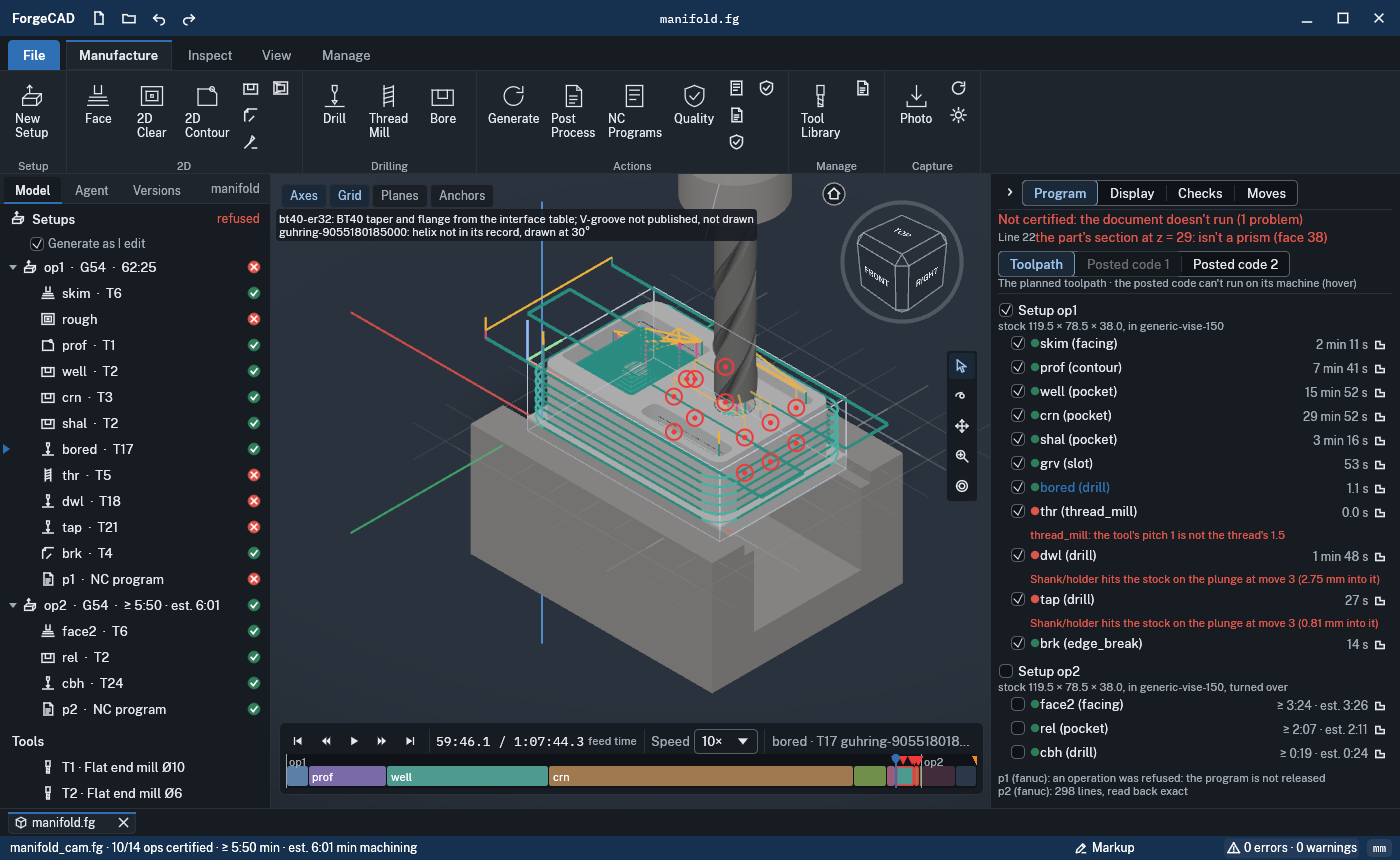 ForgeCAD
manifold.fg
File
Manufacture
Inspect
View
Manage
New Setup
Face
2D Clear
2D Contour
Drill
Thread Mill
Bore
Generate
Post Process
NC Programs
Quality
Tool Library
Photo
Setup
2D
Drilling
Actions
Manage
Capture
Model
Agent
Versions
manifold
Setups
refused
Generate as I edit
op1 · G54 · 62:25
skim · T6
rough
prof · T1
well · T2
crn · T3
shal · T2
bored · T17
thr · T5
dwl · T18
tap · T21
brk · T4
p1 · NC program
op2 · G54 · ≥ 5:50 · est. 6:01
face2 · T6
rel · T2
cbh · T24
p2 · NC program
Tools
T1 · Flat end mill Ø10
T2 · Flat end mill Ø6
Axes
Grid
Planes
Anchors
bt40-er32: BT40 taper and flange from the interface table; V-groove not published, not drawn
guhring-9055180185000: helix not in its record, drawn at 30°
TOP
FRONT
RIGHT
59:46.1 / 1:07:44.3 feed time
Speed
10×
bored · T17 guhring-905518018...
op1
op2
prof
well
crn
Program
Display
Checks
Moves
Not certified: the document doesn't run (1 problem)
Line 22the part's section at z = 29: isn't a prism (face 38)
Toolpath
Posted code 1
Posted code 2
The planned toolpath · the posted code can't run on its machine (hover)
Setup op1
stock 119.5 × 78.5 × 38.0, in generic-vise-150
skim (facing) 2 min 11 s
prof (contour) 7 min 41 s
well (pocket) 15 min 52 s
crn (pocket) 29 min 52 s
shal (pocket) 3 min 16 s
grv (slot) 53 s
bored (drill) 1.1 s
thr (thread_mill) 0.0 s
thread_mill: the tool's pitch 1 is not the thread's 1.5
dwl (drill) 1 min 48 s
Shank/holder hits the stock on the plunge at move 3 (2.75 mm into it)
tap (drill) 27 s
Shank/holder hits the stock on the plunge at move 3 (0.81 mm into it)
brk (edge_break) 14 s
Setup op2
stock 119.5 × 78.5 × 38.0, in generic-vise-150, turned over
face2 (facing) ≥ 3:24 · est. 3:26
rel (pocket) ≥ 2:07 · est. 2:11
cbh (drill) ≥ 0:19 · est. 0:24
p1 (fanuc): an operation was refused: the program is not released
p2 (fanuc): 298 lines, read back exact
manifold.fg
manifold_cam.fg · 10/14 ops certified · ≥ 5:50 min · est. 6:01 min machining
Markup
0 errors · 0 warnings
mm